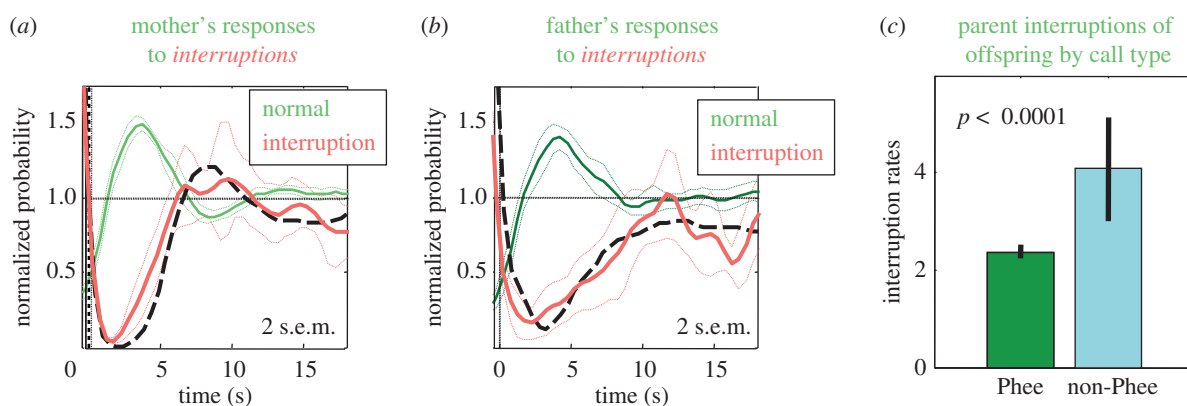 (a)
mother's responses
to interruptions
normalized probability
1.5
1.0
0.5
normal
interruption
2 s.e.m.
0 5 10 15
time (s)
(b)
father's responses
to interruptions
normalized probability
1.5
1.0
0.5
normal
interruption
2 s.e.m.
0 5 10 15
time (s)
(c)
parent interruptions of
offspring by call type
interruption rates
p < 0.0001
4
2
0
Phee non-Phee